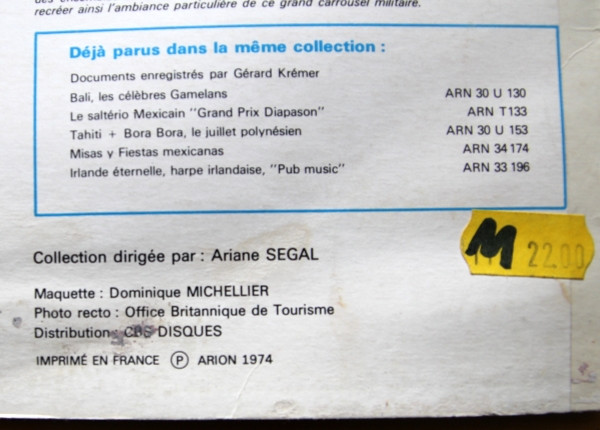 recréer ainsi l'ambiance particulière de ce grand carrousel militaire.
Déjà parus dans la même collection :
Documents enregistrés par Gérard Krémer
Bali, les célèbres Gamelans ARN 30 U 130
Le saltério Mexicain "Grand Prix Diapason" ARN T133
Tahiti + Bora Bora, le juillet polynésien ARN 30 U 153
Misas y Fiestas mexicanas ARN 34 174
Irlande éternelle, harpe irlandaise, "Pub music" ARN 33 196
Collection dirigée par : Ariane SEGAL
M 22.00
Maquette : Dominique MICHELLIER
Photo recto : Office Britannique de Tourisme
Distribution : CBS DISQUES
IMPRIMÉ EN FRANCE Ⓟ ARION 1974